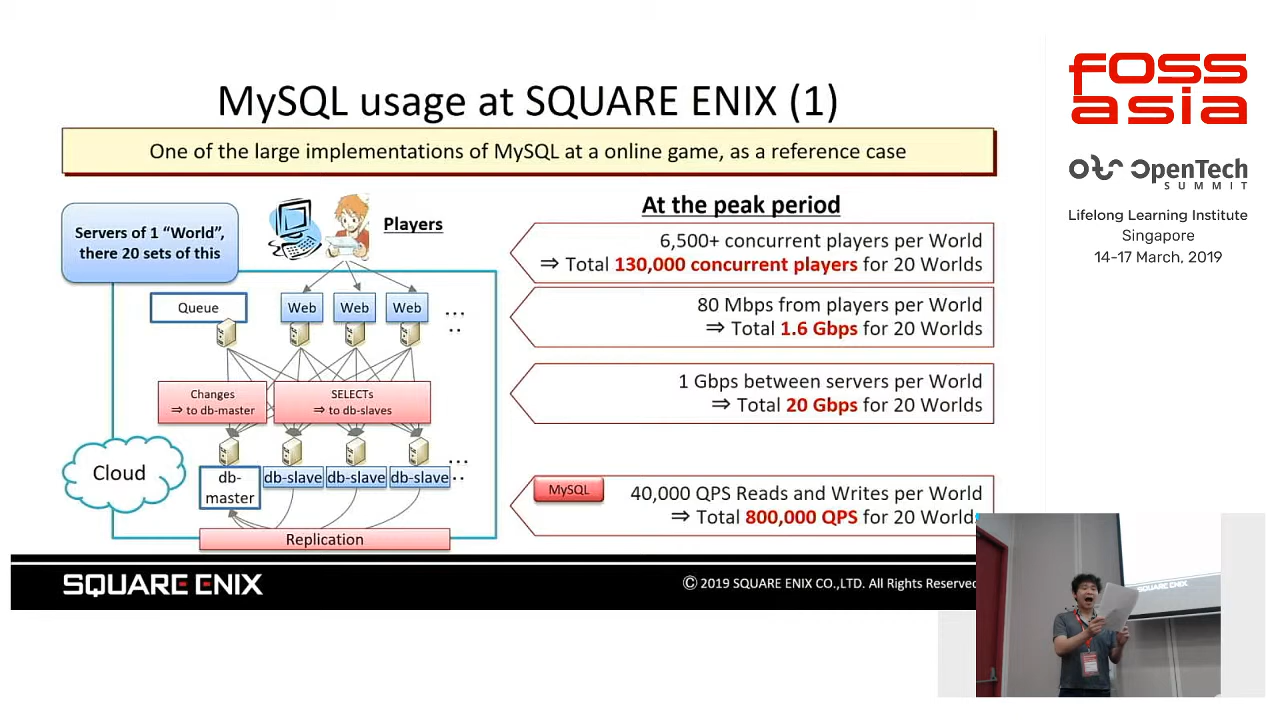 MySQL usage at SQUARE ENIX (1)
One of the large implementations of MySQL at a online game, as a reference case
Servers of 1 “World”,
there 20 sets of this
Players
Queue
Web
Web
Web
...
..
Changes
⇒ to db-master
SELECTs
⇒ to db-slaves
Cloud
db-
master
db-slave
db-slave
db-slave
...
..
Replication
At the peak period
6,500+ concurrent players per World
⇒ Total 130,000 concurrent players for 20 Worlds
80 Mbps from players per World
⇒ Total 1.6 Gbps for 20 Worlds
1 Gbps between servers per World
⇒ Total 20 Gbps for 20 Worlds
MySQL
40,000 QPS Reads and Writes per World
⇒ Total 800,000 QPS for 20 Worlds
SQUARE ENIX
© 2019 SQUARE ENIX CO.,LTD. All Rights Reserved
FOSS
ASIA
OpenTech
SUMMIT
Lifelong Learning Institute
Singapore
14-17 March, 2019
SQUARE ENIX